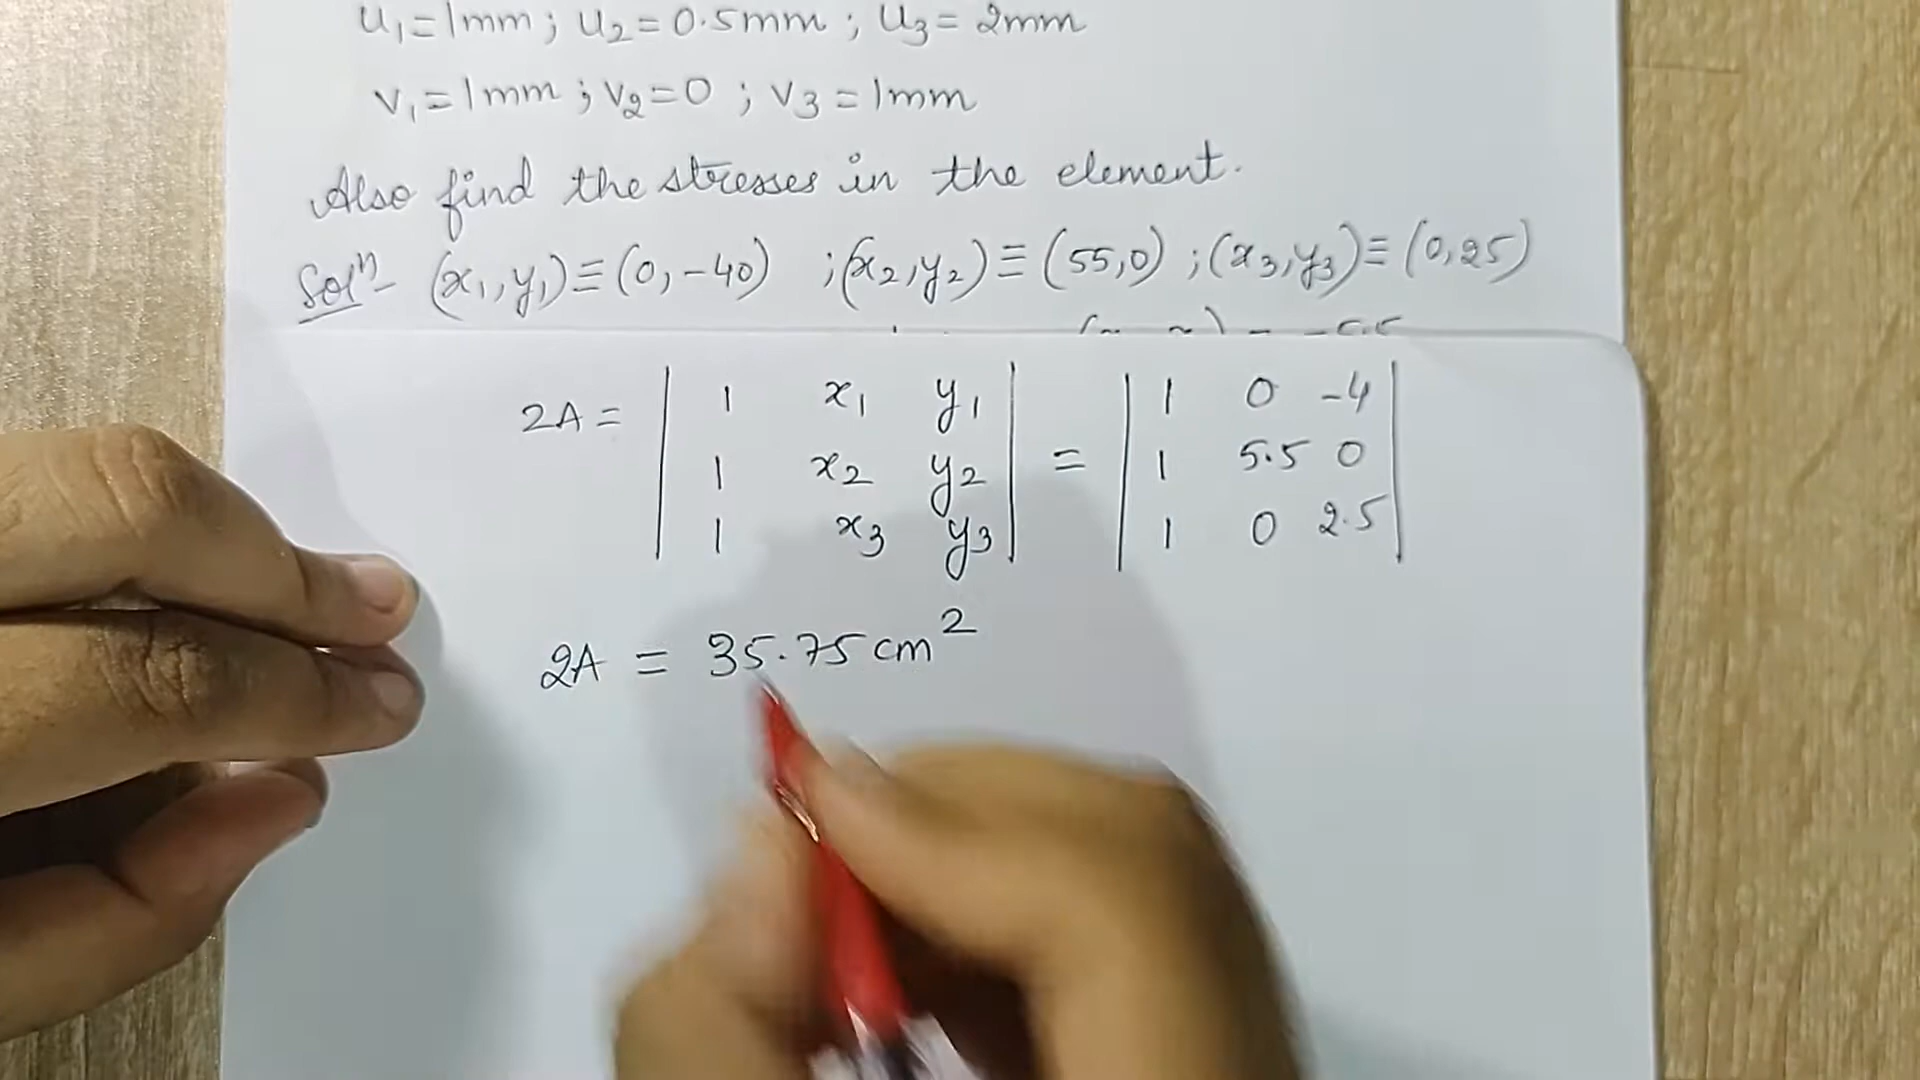 u₁=1mm; u₂=0.5mm; u₃=2mm
v₁=1mm; v₂=0; v₃=1mm
Also find the stresses in the element.
Solⁿ (x₁,y₁)≡(0,-40) ; (x₂,y₂)≡(55,0) ; (x₃,y₃)≡(0,25)
2A = | 1 x₁ y₁ | = | 1 0 -4 |
| 1 x₂ y₂ | | 1 5.5 0 |
| 1 x₃ y₃ | | 1 0 2.5 |
2A = 35.75 cm²